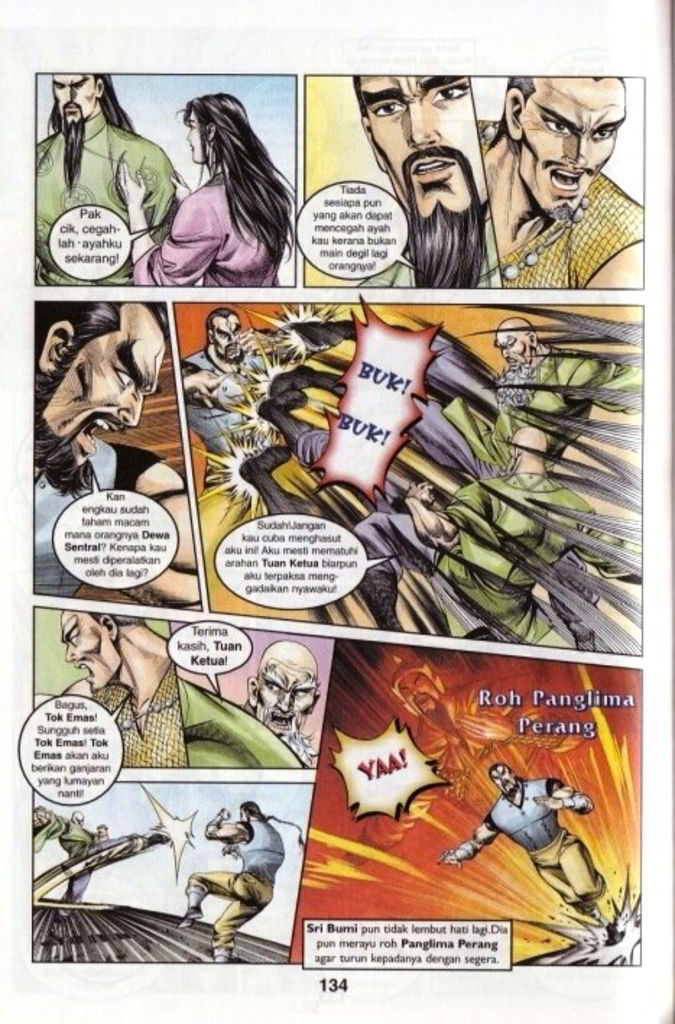 Pak
cik, cegah-
lah ayahku
sekarang!
Tiada
sesiapa pun
yang akan dapat
mencegah ayah
kau kerana bukan
main degil lagi
orangnya!
Kan
engkau sudah
faham macam
mana orangnya Dewa
Sentral? Kenapa kau
mesti diperalatkan
oleh dia lagi?
BUK!
BUK!
Sudah!Jangan
kau cuba menghasut
aku ini! Aku mesti mematuhi
arahan Tuan Ketua biarpun
aku terpaksa meng-
gadaikan nyawaku!
Bagus,
Tok Emas!
Sungguh setia
Tok Emas! Tok
Emas akan aku
berikan ganjaran
yang lumayan
nanti!
Terima
kasih, Tuan
Ketua!
Roh Panglima
Perang
YAA!
Sri Bumi pun tidak lembut hati lagi.Dia
pun merayu roh Panglima Perang
agar turun kepadanya dengan segera.
134